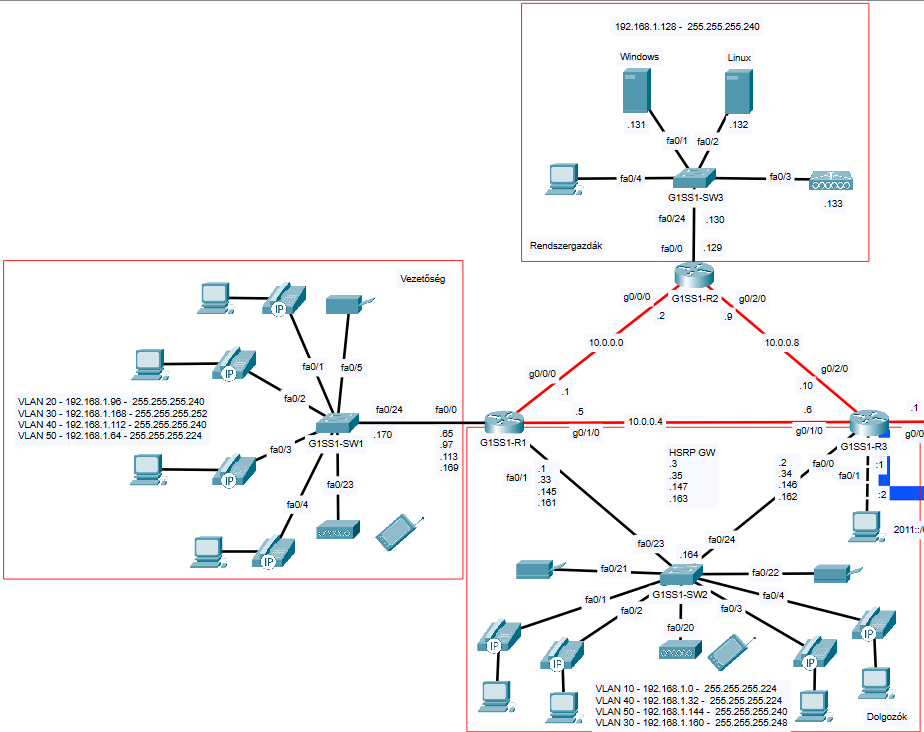 192.168.1.128 - 255.255.255.240
Windows
Linux
.131
.132
fa0/1
fa0/2
fa0/4
fa0/3
G1SS1-SW3
.133
fa0/24
.130
Rendszergazdák
fa0/0
.129
G1SS1-R2
g0/0/0
g0/2/0
.2
.9
10.0.0.0
10.0.0.8
g0/0/0
g0/2/0
.1
.10
Vezetőség
IP
fa0/1
fa0/5
IP
fa0/2
VLAN 20 - 192.168.1.96 - 255.255.255.240
VLAN 30 - 192.168.1.168 - 255.255.255.252
VLAN 40 - 192.168.1.112 - 255.255.255.240
VLAN 50 - 192.168.1.64 - 255.255.255.224
fa0/24
fa0/0
.170
.65
.97
.113
.169
G1SS1-SW1
fa0/3
IP
fa0/23
fa0/4
IP
G1SS1-R1
.5
g0/1/0
10.0.0.4
.6
g0/1/0
G1SS1-R3
.1
g0/0
fa0/1
.1
.33
.145
.161
HSRP GW
.3
.35
.147
.163
.2
.34
.146
.162
fa0/0
fa0/1
:1
:2
2011::/
fa0/23
fa0/24
.164
fa0/21
fa0/22
G1SS1-SW2
fa0/1
fa0/2
fa0/20
fa0/3
fa0/4
IP
IP
IP
IP
VLAN 10 - 192.168.1.0 - 255.255.255.224
VLAN 40 - 192.168.1.32 - 255.255.255.224
VLAN 50 - 192.168.1.144 - 255.255.255.240
VLAN 30 - 192.168.1.160 - 255.255.255.248
Dolgozók